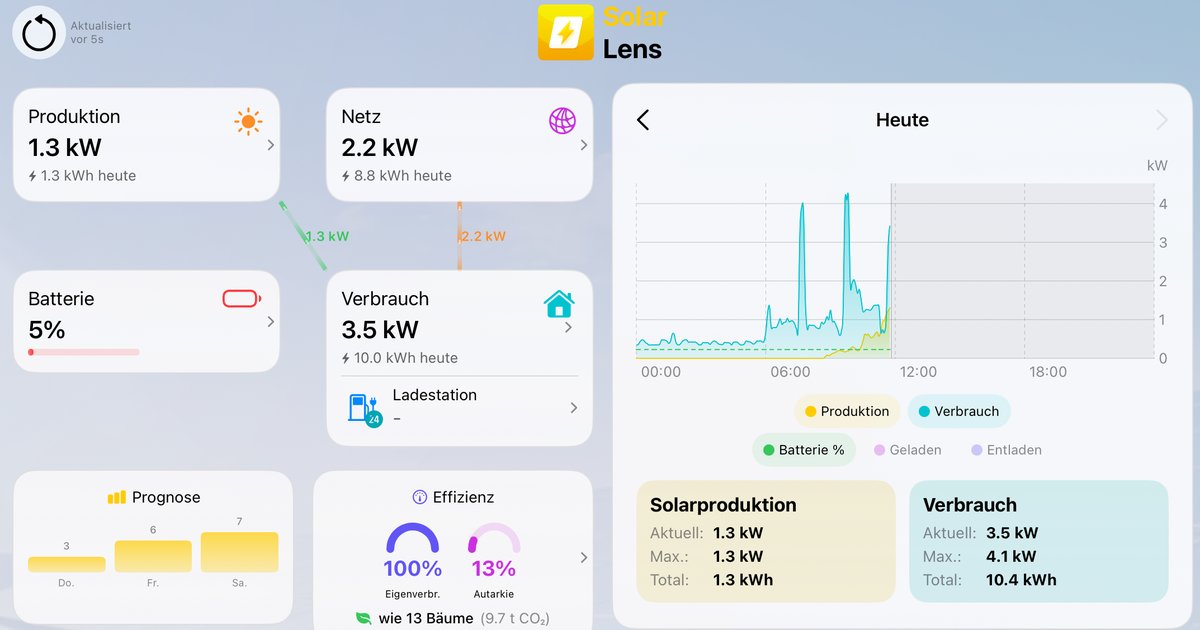 Aktualisiert
vor 5s
Solar
Lens
Produktion
1.3 kW
1.3 kWh heute
Netz
2.2 kW
8.8 kWh heute
1.3 kW
2.2 kW
Batterie
5%
Verbrauch
3.5 kW
10.0 kWh heute
Ladestation
24
–
Prognose
3
6
7
Do.
Fr.
Sa.
Effizienz
100%
13%
Eigenverbr.
Autarkie
wie 13 Bäume (9.7 t CO₂)
Heute
kW
4
3
2
1
0
00:00 06:00 12:00 18:00
Produktion Verbrauch
Batterie % Geladen Entladen
Solarproduktion
Aktuell: 1.3 kW
Max.: 1.3 kW
Total: 1.3 kWh
Verbrauch
Aktuell: 3.5 kW
Max.: 4.1 kW
Total: 10.4 kWh